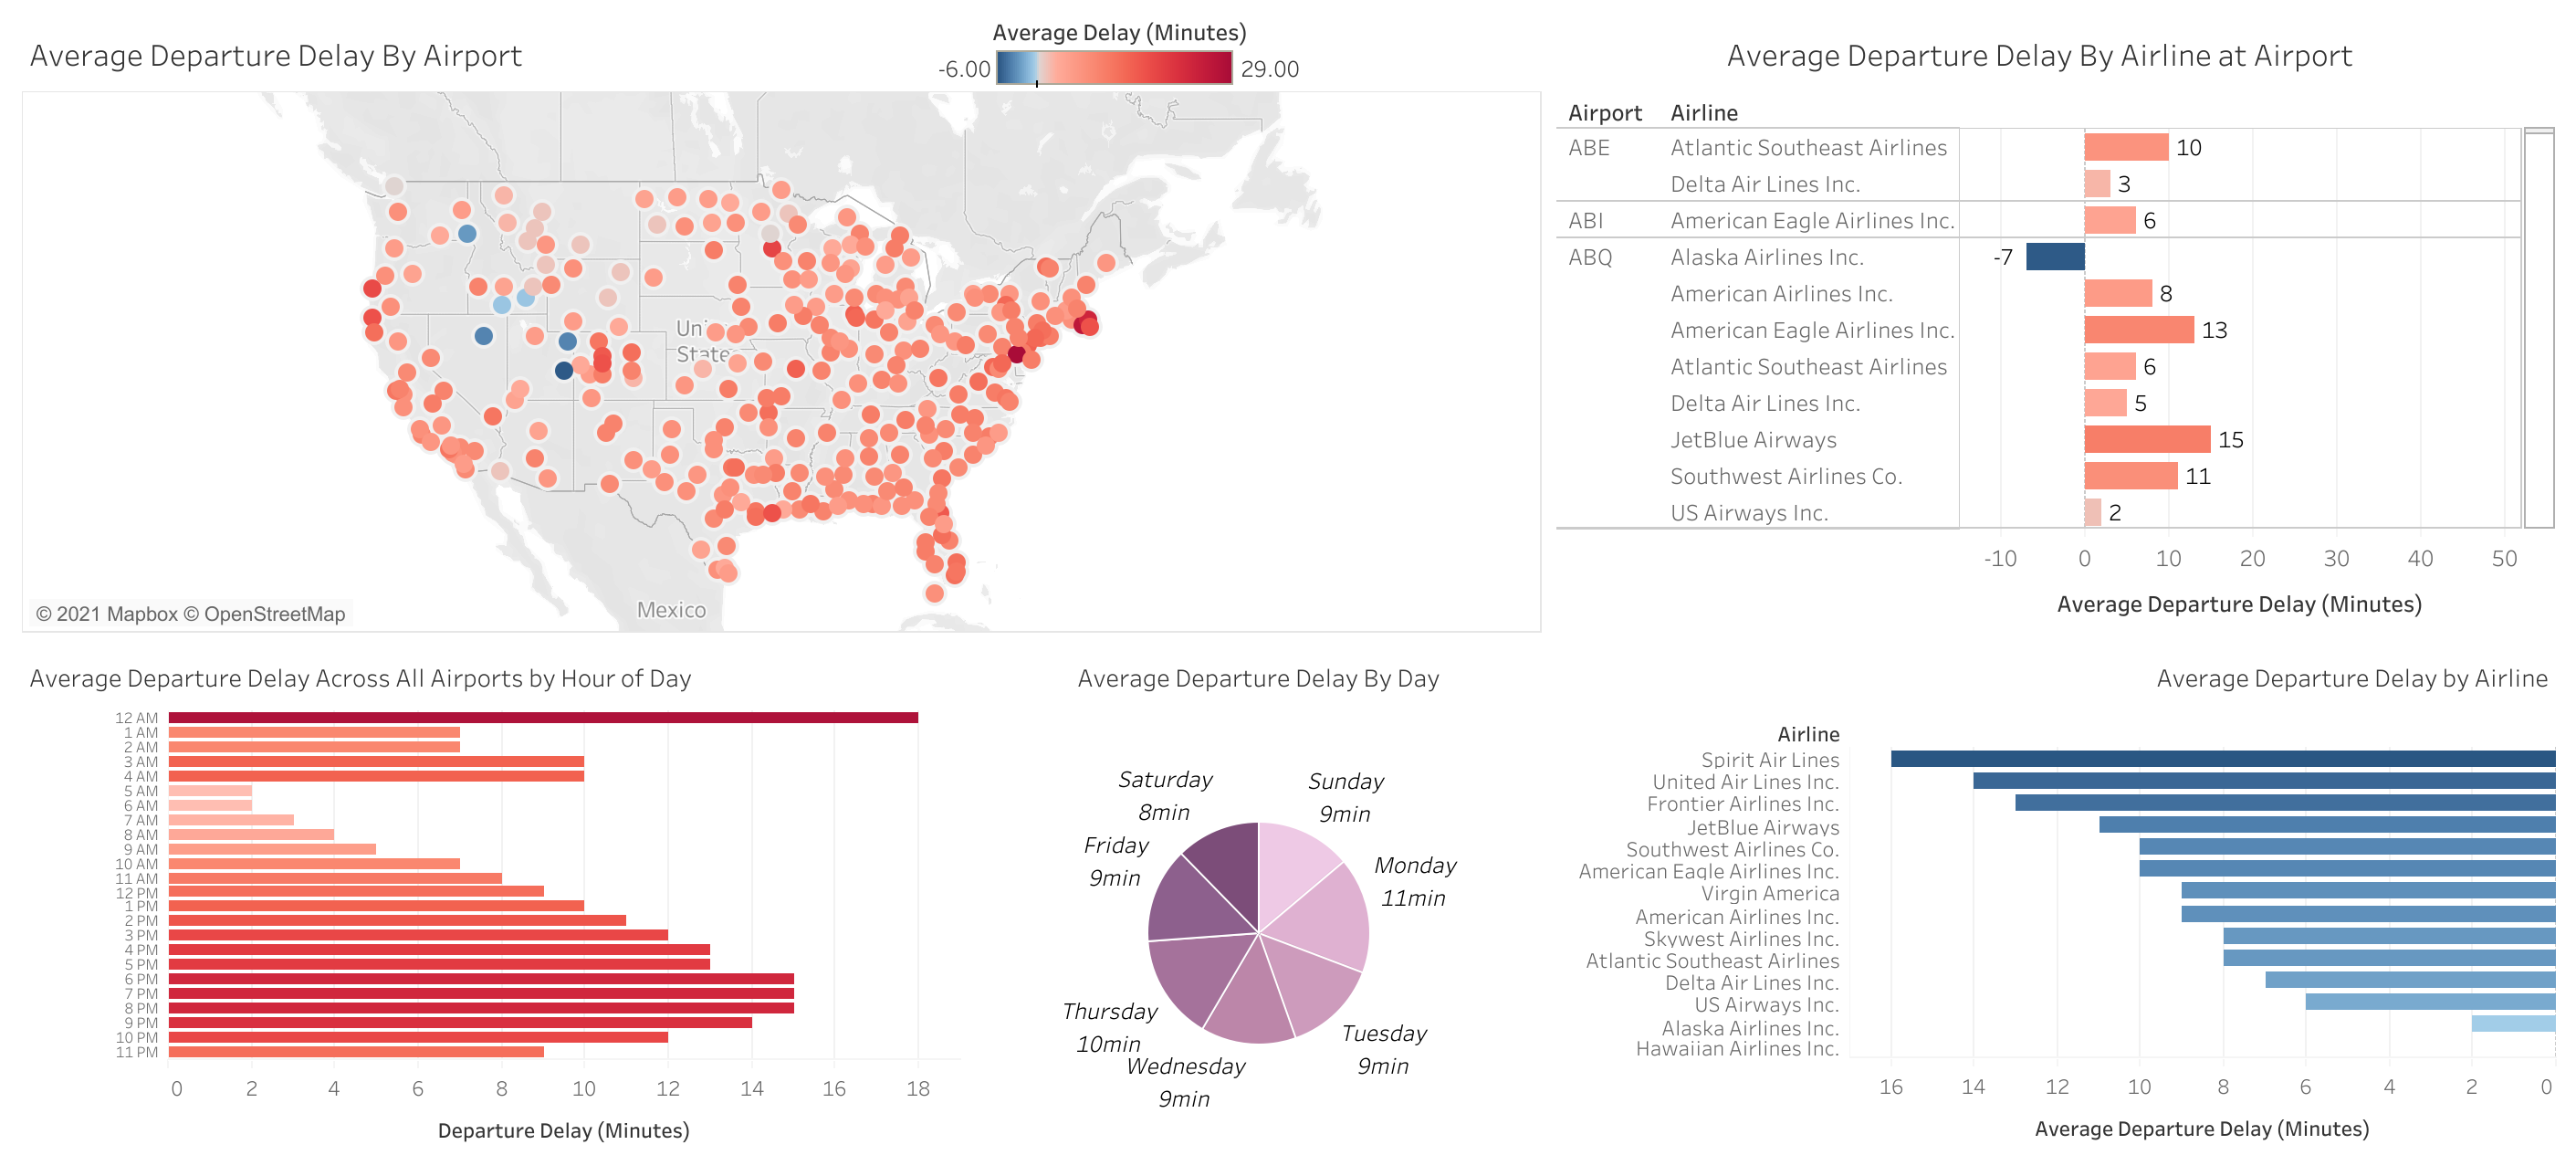 Average Departure Delay By Airport
Average Delay (Minutes)
-6.00 29.00
Uni
State
Mexico
© 2021 Mapbox © OpenStreetMap
Average Departure Delay By Airline at Airport
Airport Airline
ABE Atlantic Southeast Airlines 10
Delta Air Lines Inc. 3
ABI American Eagle Airlines Inc. 6
ABQ Alaska Airlines Inc. -7
American Airlines Inc. 8
American Eagle Airlines Inc. 13
Atlantic Southeast Airlines 6
Delta Air Lines Inc. 5
JetBlue Airways 15
Southwest Airlines Co. 11
US Airways Inc. 2
-10 0 10 20 30 40 50
Average Departure Delay (Minutes)
Average Departure Delay Across All Airports by Hour of Day
12 AM
1 AM
2 AM
3 AM
4 AM
5 AM
6 AM
7 AM
8 AM
9 AM
10 AM
11 AM
12 PM
1 PM
2 PM
3 PM
4 PM
5 PM
6 PM
7 PM
8 PM
9 PM
10 PM
11 PM
0 2 4 6 8 10 12 14 16 18
Departure Delay (Minutes)
Average Departure Delay By Day
Saturday
8min
Sunday
9min
Friday
9min
Monday
11min
Thursday
10min
Tuesday
9min
Wednesday
9min
Average Departure Delay by Airline
Airline
Spirit Air Lines
United Air Lines Inc.
Frontier Airlines Inc.
JetBlue Airways
Southwest Airlines Co.
American Eagle Airlines Inc.
Virgin America
American Airlines Inc.
Skywest Airlines Inc.
Atlantic Southeast Airlines
Delta Air Lines Inc.
US Airways Inc.
Alaska Airlines Inc.
Hawaiian Airlines Inc.
16 14 12 10 8 6 4 2 0
Average Departure Delay (Minutes)